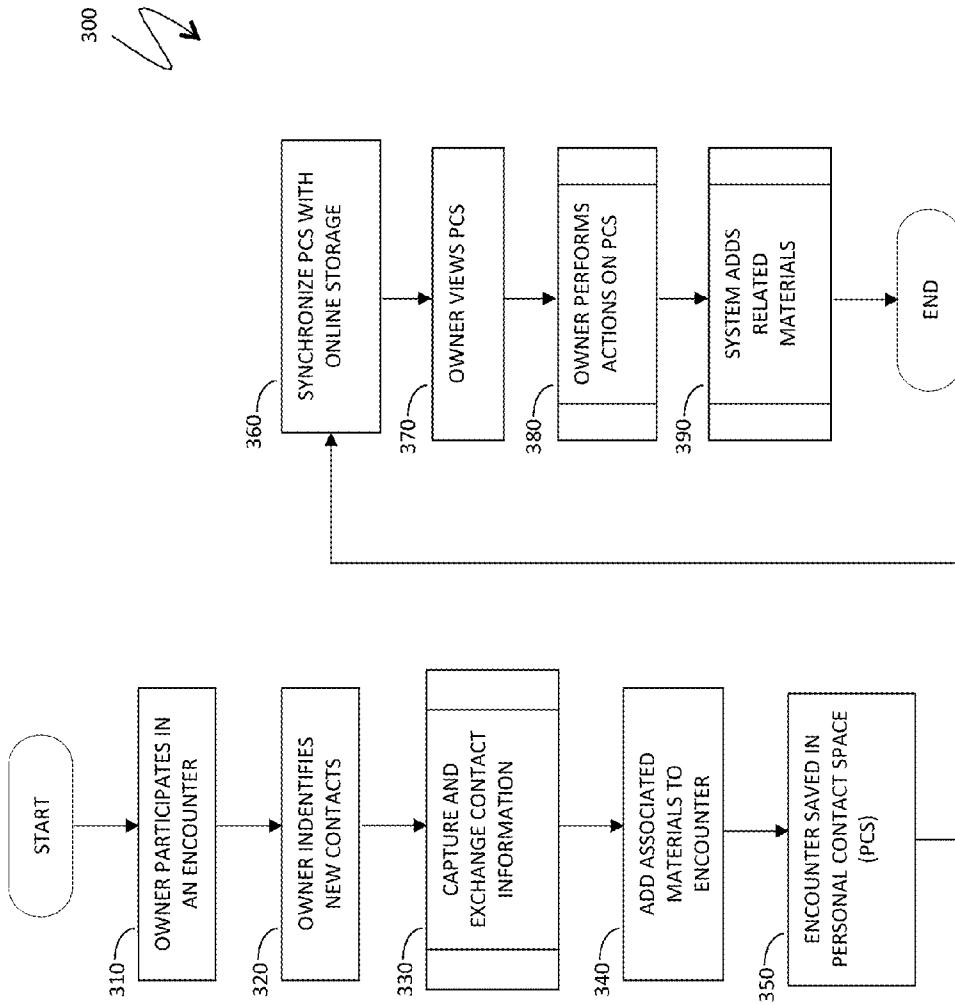 300
START
310
OWNER PARTICIPATES IN
AN ENCOUNTER
320
OWNER INDENTIFIES
NEW CONTACTS
330
CAPTURE AND
EXCHANGE CONTACT
INFORMATION
340
ADD ASSOCIATED
MATERIALS TO
ENCOUNTER
350
ENCOUNTER SAVED IN
PERSONAL CONTACT SPACE
(PCS)
360
SYNCHRONIZE PCS WITH
ONLINE STORAGE
370
OWNER VIEWS PCS
380
OWNER PERFORMS
ACTIONS ON PCS
390
SYSTEM ADDS
RELATED
MATERIALS
END